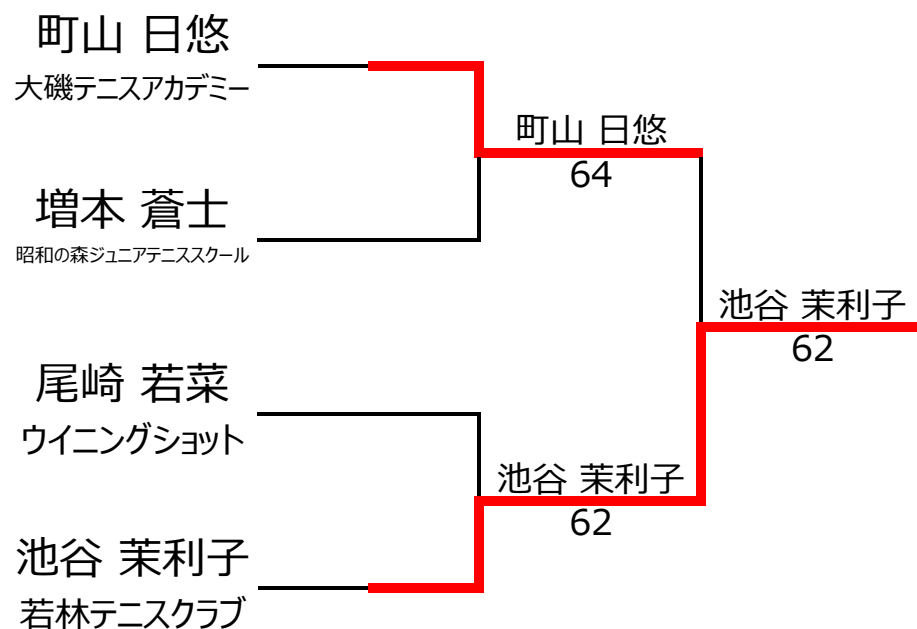 町山 日悠
大磯テニスアカデミー
町山 日悠
64
増本 蒼士
昭和の森ジュニアテニススクール
池谷 茉利子
62
尾崎 若菜
ウイニングショット
池谷 茉利子
62
池谷 茉利子
若林テニスクラブ